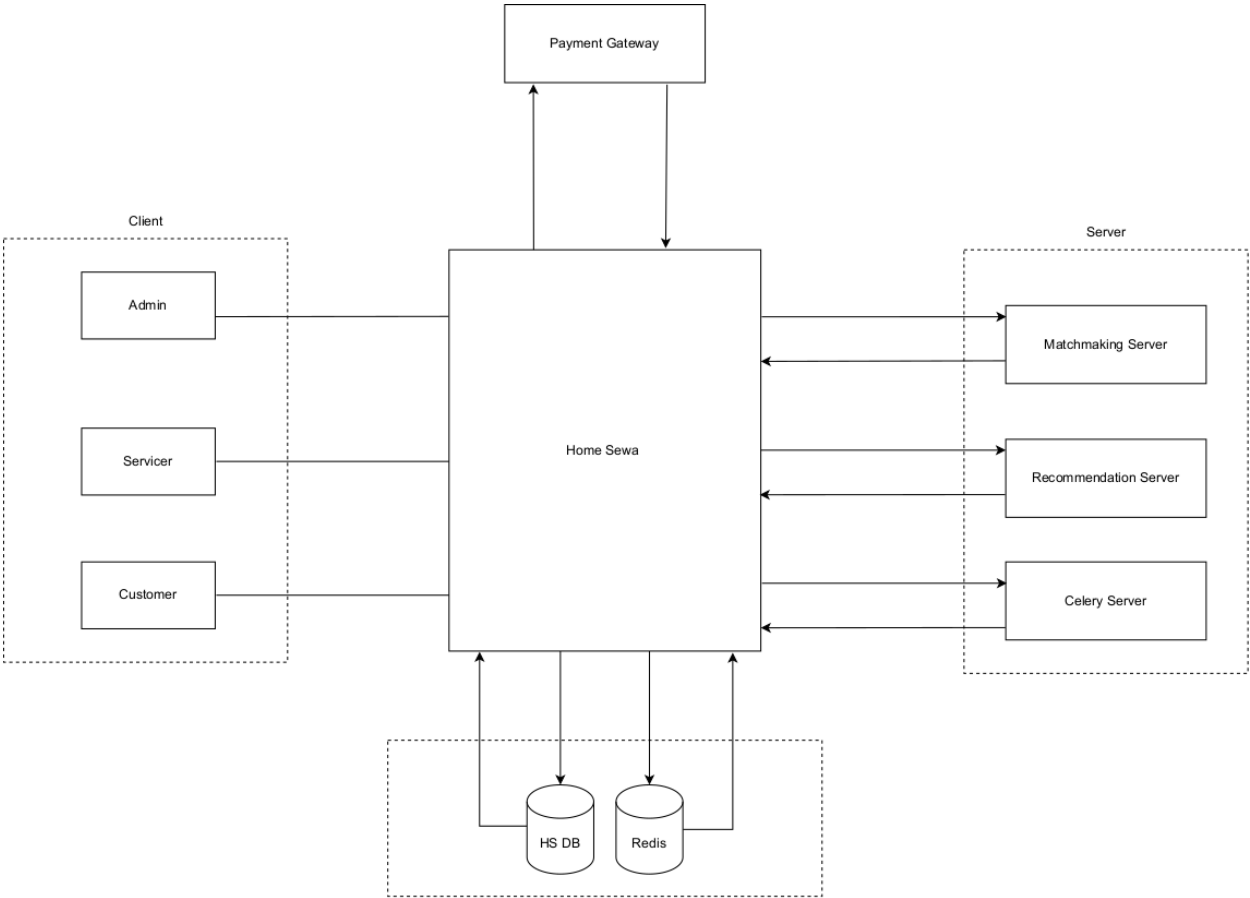 Payment Gateway
Client
Server
Admin
Matchmaking Server
Home Sewa
Servicer
Recommendation Server
Customer
Celery Server
HS DB
Redis